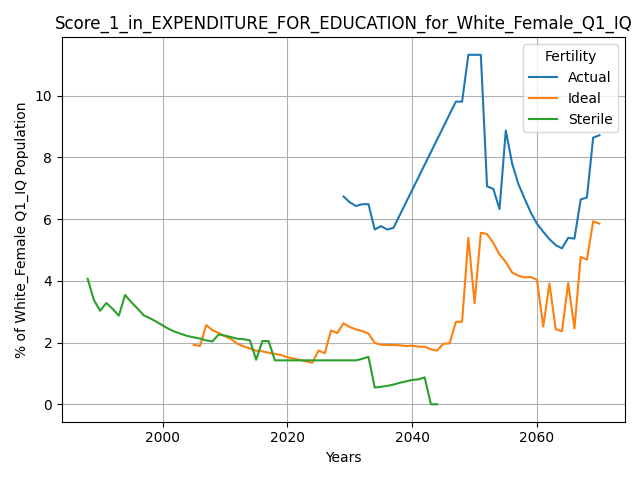 Score_1_in_EXPENDITURE_FOR_EDUCATION_for_White_Female_Q1_IQ
Fertility
Actual
Ideal
Sterile
% of White_Female Q1_IQ Population
10
8
6
4
2
0
2000
2020
2040
2060
Years